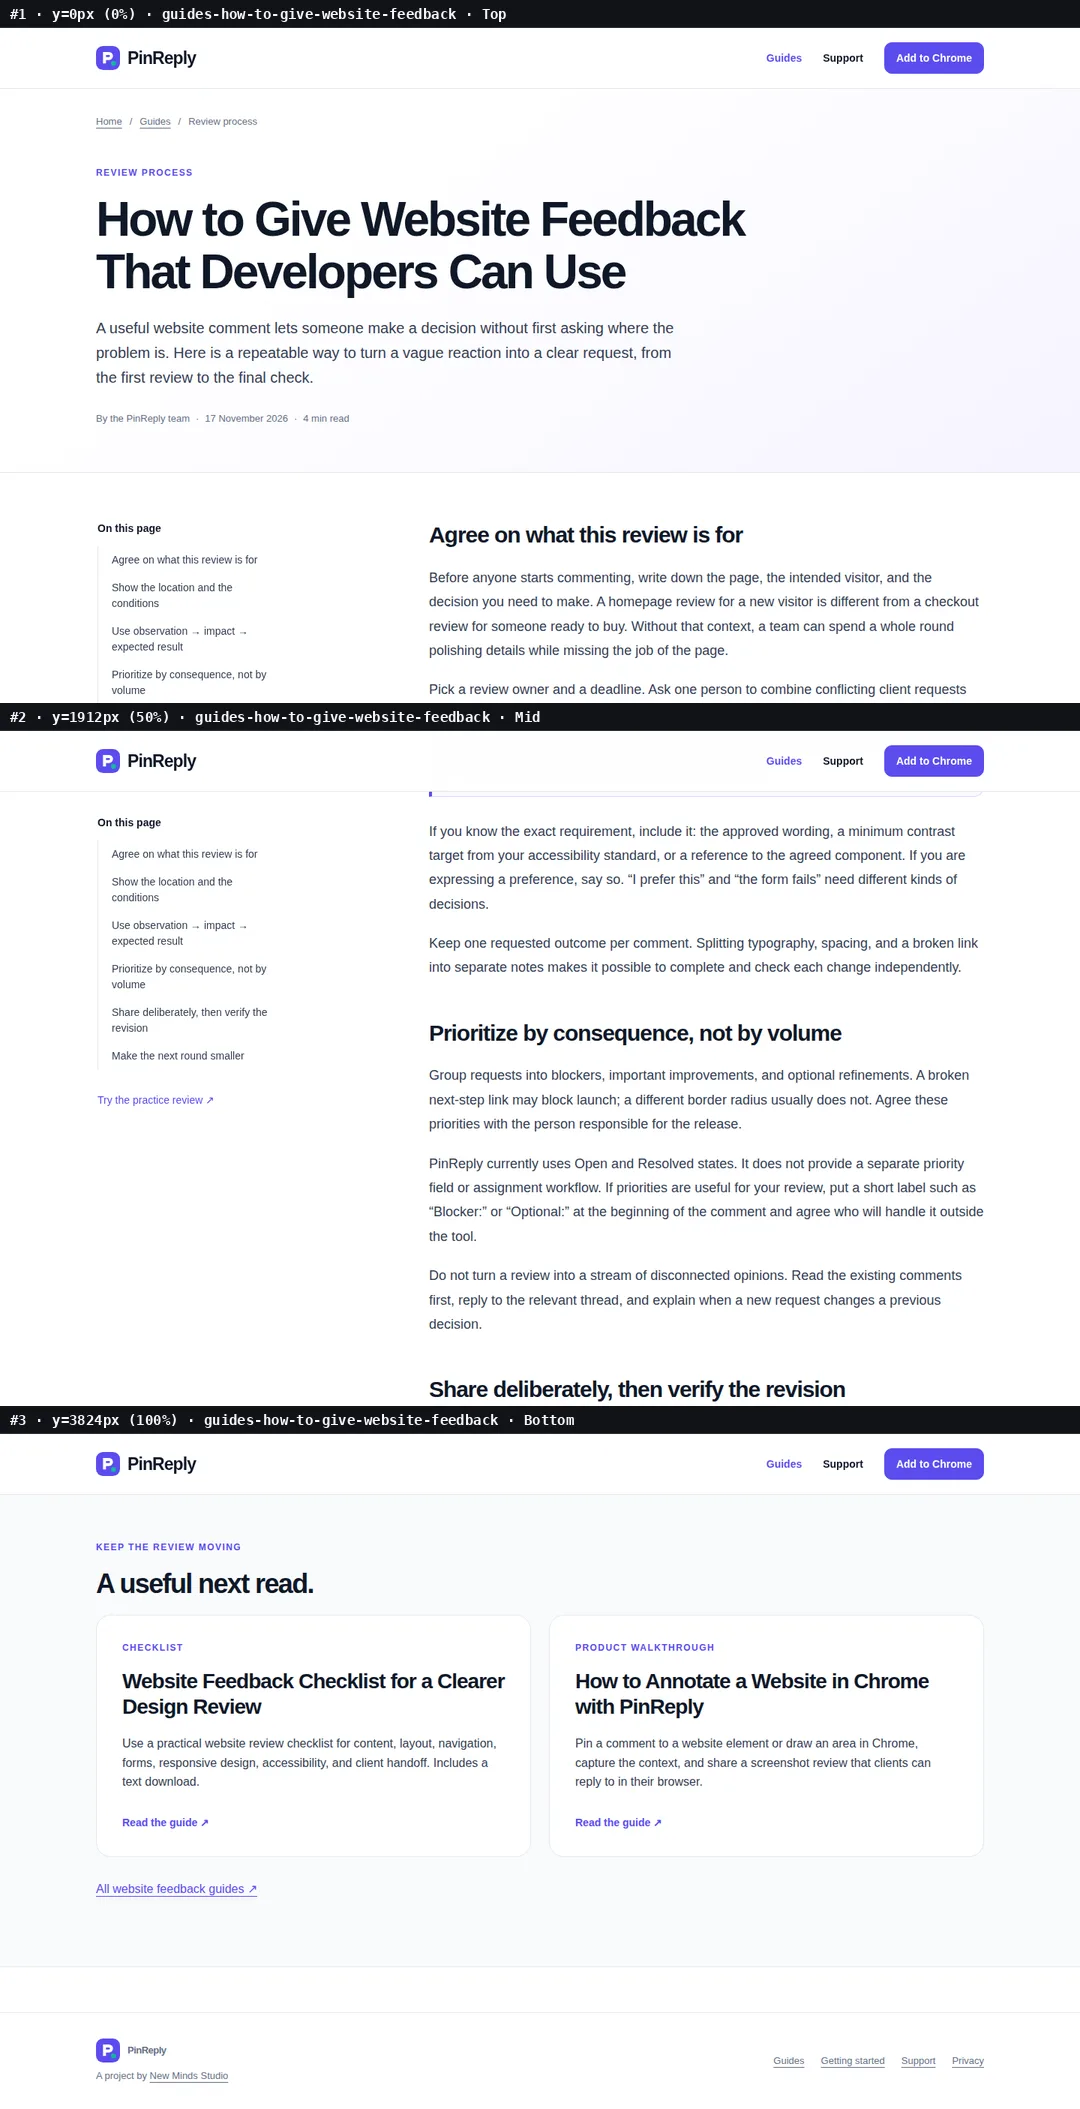 #1 · y=0px (0%) · guides-how-to-give-website-feedback · Top
PinReply
Guides
Support
Add to Chrome
Home / Guides / Review process
REVIEW PROCESS
How to Give Website Feedback
That Developers Can Use
A useful website comment lets someone make a decision without first asking where the
problem is. Here is a repeatable way to turn a vague reaction into a clear request, from
the first review to the final check.
By the PinReply team · 17 November 2026 · 4 min read
On this page
Agree on what this review is for
Show the location and the
conditions
Use observation → impact →
expected result
Prioritize by consequence, not by
volume
Agree on what this review is for
Before anyone starts commenting, write down the page, the intended visitor, and the
decision you need to make. A homepage review for a new visitor is different from a checkout
review for someone ready to buy. Without that context, a team can spend a whole round
polishing details while missing the job of the page.
Pick a review owner and a deadline. Ask one person to combine conflicting client requests
#2 · y=1912px (50%) · guides-how-to-give-website-feedback · Mid
PinReply
Guides
Support
Add to Chrome
On this page
Agree on what this review is for
Show the location and the
conditions
Use observation → impact →
expected result
Prioritize by consequence, not by
volume
Share deliberately, then verify the
revision
Make the next round smaller
Try the practice review ↗
If you know the exact requirement, include it: the approved wording, a minimum contrast
target from your accessibility standard, or a reference to the agreed component. If you are
expressing a preference, say so. “I prefer this” and “the form fails” need different kinds of
decisions.
Keep one requested outcome per comment. Splitting typography, spacing, and a broken link
into separate notes makes it possible to complete and check each change independently.
Prioritize by consequence, not by volume
Group requests into blockers, important improvements, and optional refinements. A broken
next-step link may block launch; a different border radius usually does not. Agree these
priorities with the person responsible for the release.
PinReply currently uses Open and Resolved states. It does not provide a separate priority
field or assignment workflow. If priorities are useful for your review, put a short label such as
“Blocker:” or “Optional:” at the beginning of the comment and agree who will handle it outside
the tool.
Do not turn a review into a stream of disconnected opinions. Read the existing comments
first, reply to the relevant thread, and explain when a new request changes a previous
decision.
Share deliberately, then verify the revision
#3 · y=3824px (100%) · guides-how-to-give-website-feedback · Bottom
PinReply
Guides
Support
Add to Chrome
KEEP THE REVIEW MOVING
A useful next read.
CHECKLIST
Website Feedback Checklist for a Clearer
Design Review
Use a practical website review checklist for content, layout, navigation,
forms, responsive design, accessibility, and client handoff. Includes a
text download.
Read the guide ↗
PRODUCT WALKTHROUGH
How to Annotate a Website in Chrome
with PinReply
Pin a comment to a website element or draw an area in Chrome,
capture the context, and share a screenshot review that clients can
reply to in their browser.
Read the guide ↗
All website feedback guides ↗
PinReply
A project by New Minds Studio
Guides
Getting started
Support
Privacy